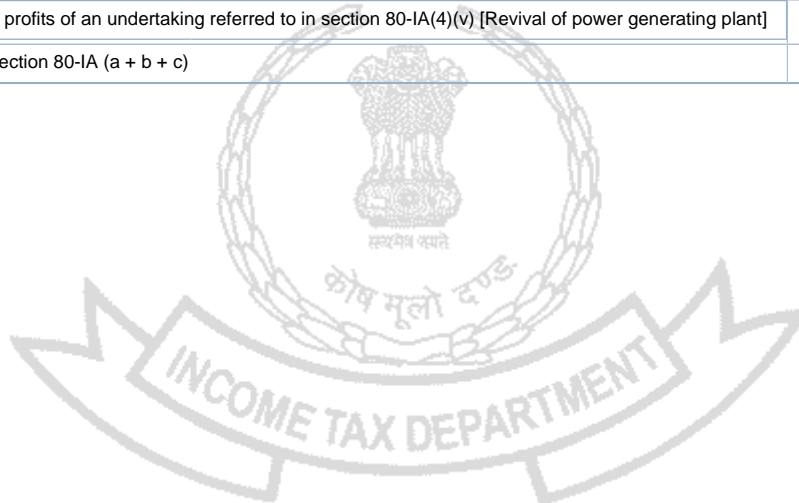 profits of an undertaking referred to in section 80-IA(4)(v) [Revival of power generating plant]
ection 80-IA (a + b + c)
सत्यमेव जयते
कोष मूलो दण्डः
INCOME TAX DEPARTMENT